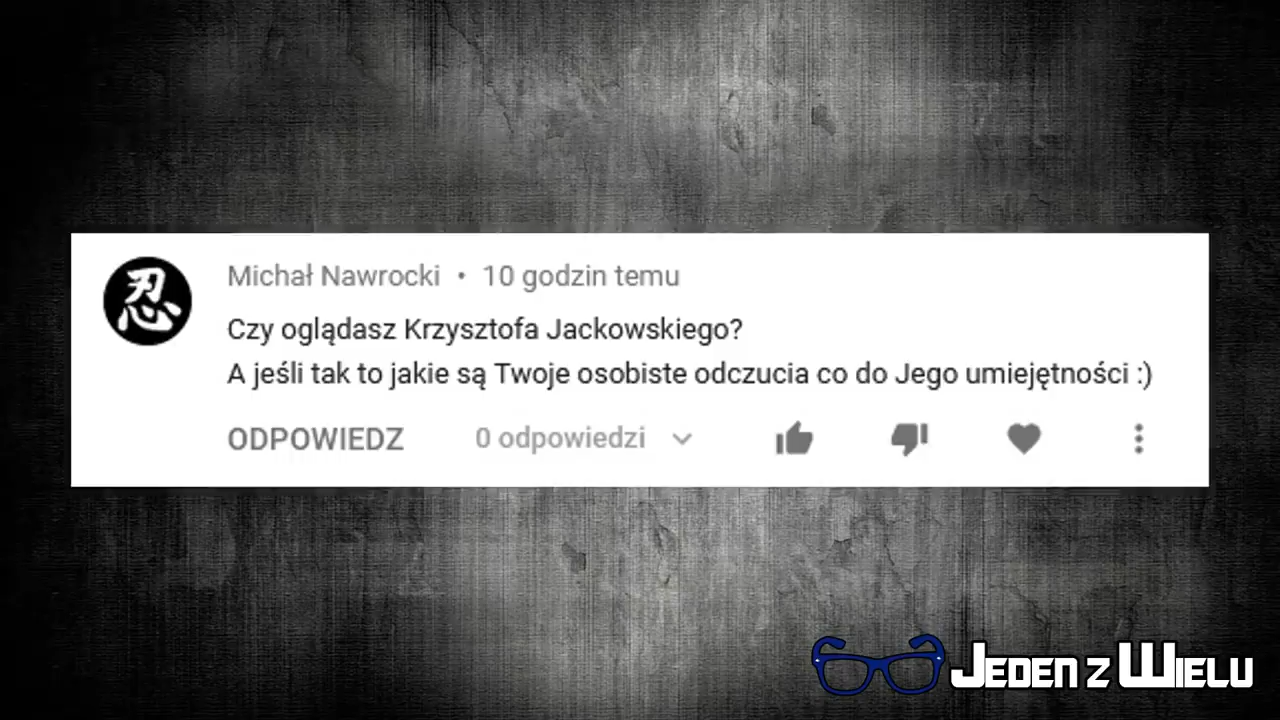 忍
Michał Nawrocki • 10 godzin temu
Czy oglądasz Krzysztofa Jackowskiego?
A jeśli tak to jakie są Twoje osobiste odczucia co do Jego umiejętności :)
ODPOWIEDZ 0 odpowiedzi
JEDEN Z WIELU